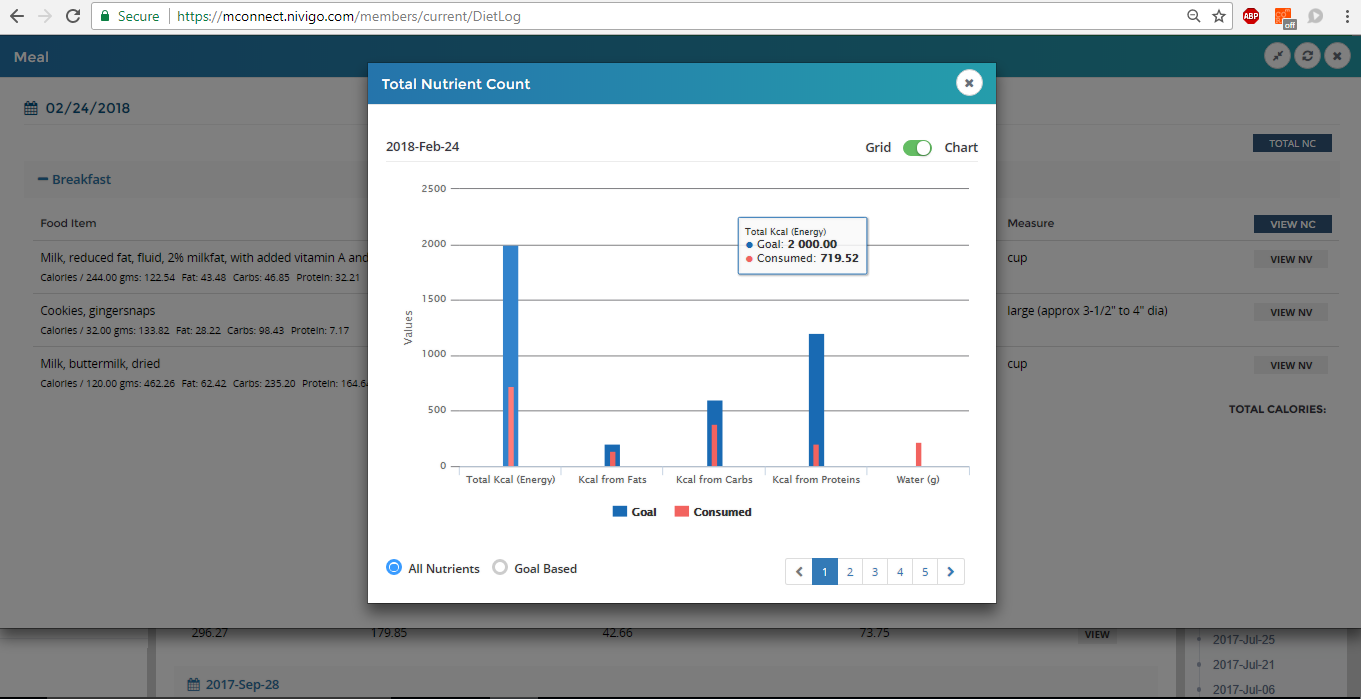 Secure https://mconnect.nivigo.com/members/current/DietLog
ABP
off
Meal
02/24/2018
TOTAL NC
Breakfast
Food Item
Measure
VIEW NC
Milk, reduced fat, fluid, 2% milkfat, with added vitamin A and
cup
VIEW NV
Calories / 244.00 gms: 122.54 Fat: 43.48 Carbs: 46.85 Protein: 32.21
Cookies, gingersnaps
large (approx 3-1/2" to 4" dia)
VIEW NV
Calories / 32.00 gms: 133.82 Fat: 28.22 Carbs: 98.43 Protein: 7.17
Milk, buttermilk, dried
cup
VIEW NV
Calories / 120.00 gms: 462.26 Fat: 62.42 Carbs: 235.20 Protein: 164.64
TOTAL CALORIES:
Total Nutrient Count
2018-Feb-24
Grid Chart
2500
2000
1500
1000
500
0
Values
Total Kcal (Energy)
Goal: 2 000.00
Consumed: 719.52
Total Kcal (Energy) Kcal from Fats Kcal from Carbs Kcal from Proteins Water (g)
Goal Consumed
All Nutrients Goal Based
1 2 3 4 5
296.27 179.85 42.66 73.75 VIEW
2017-Sep-28
2017-Jul-25
2017-Jul-21
2017-Jul-06